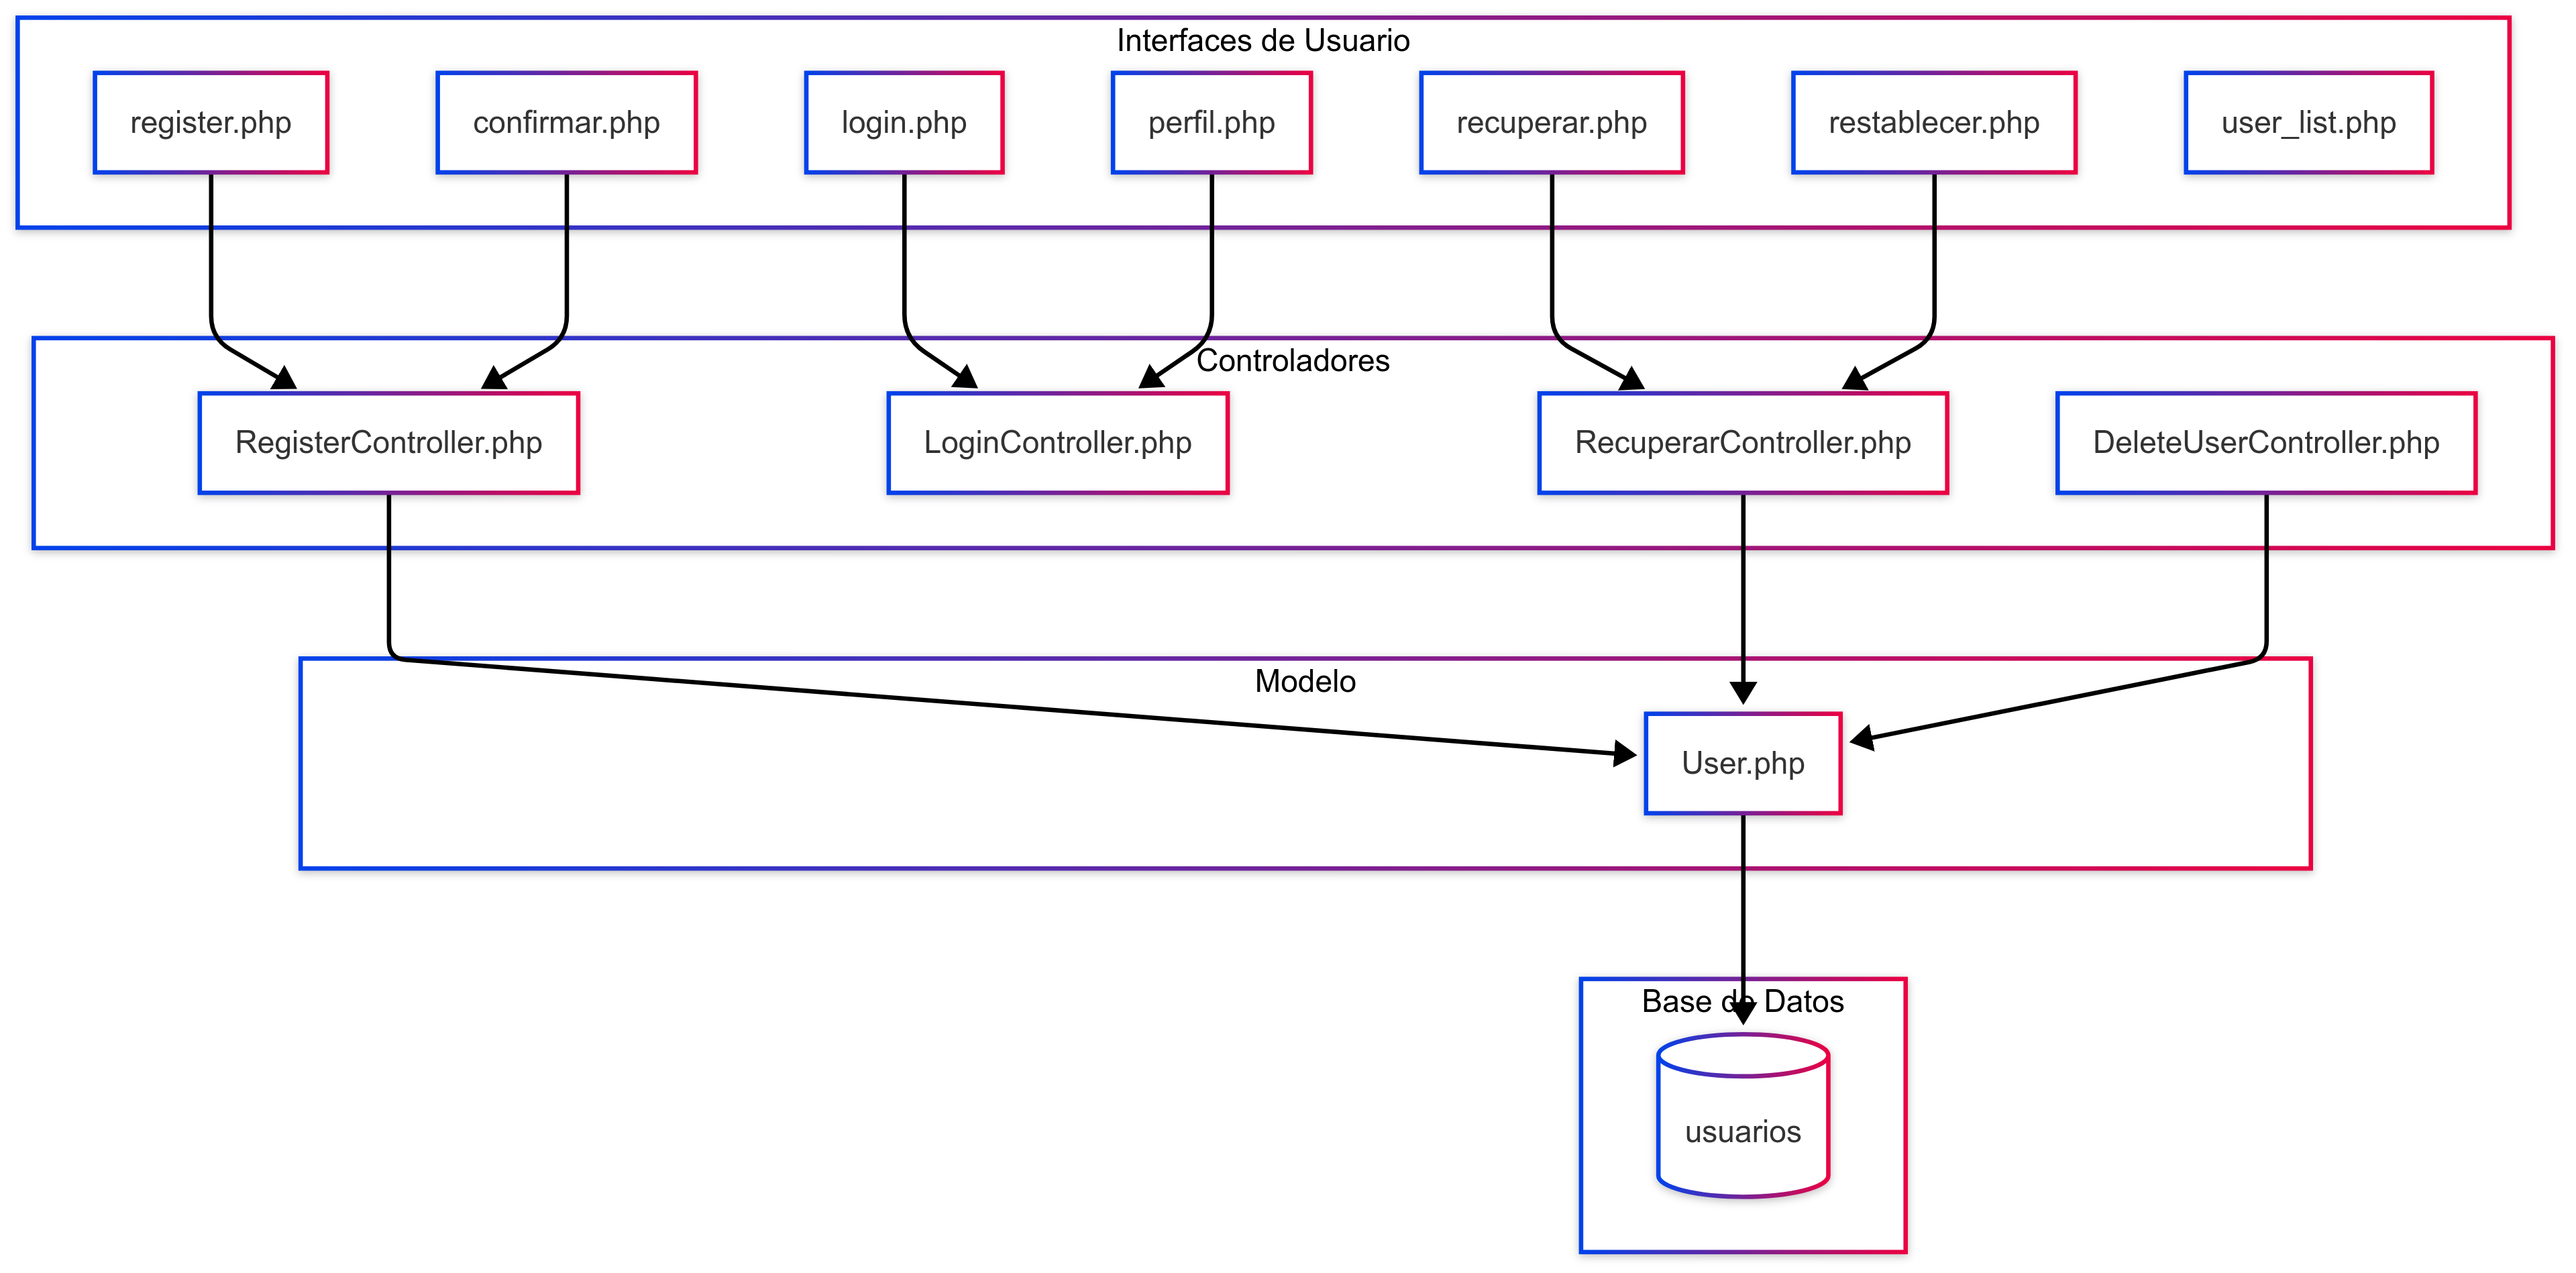 Interfaces de Usuario
register.php
confirmar.php
login.php
perfil.php
recuperar.php
restablecer.php
user_list.php
Controladores
RegisterController.php
LoginController.php
RecuperarController.php
DeleteUserController.php
Modelo
User.php
Base de Datos
usuarios